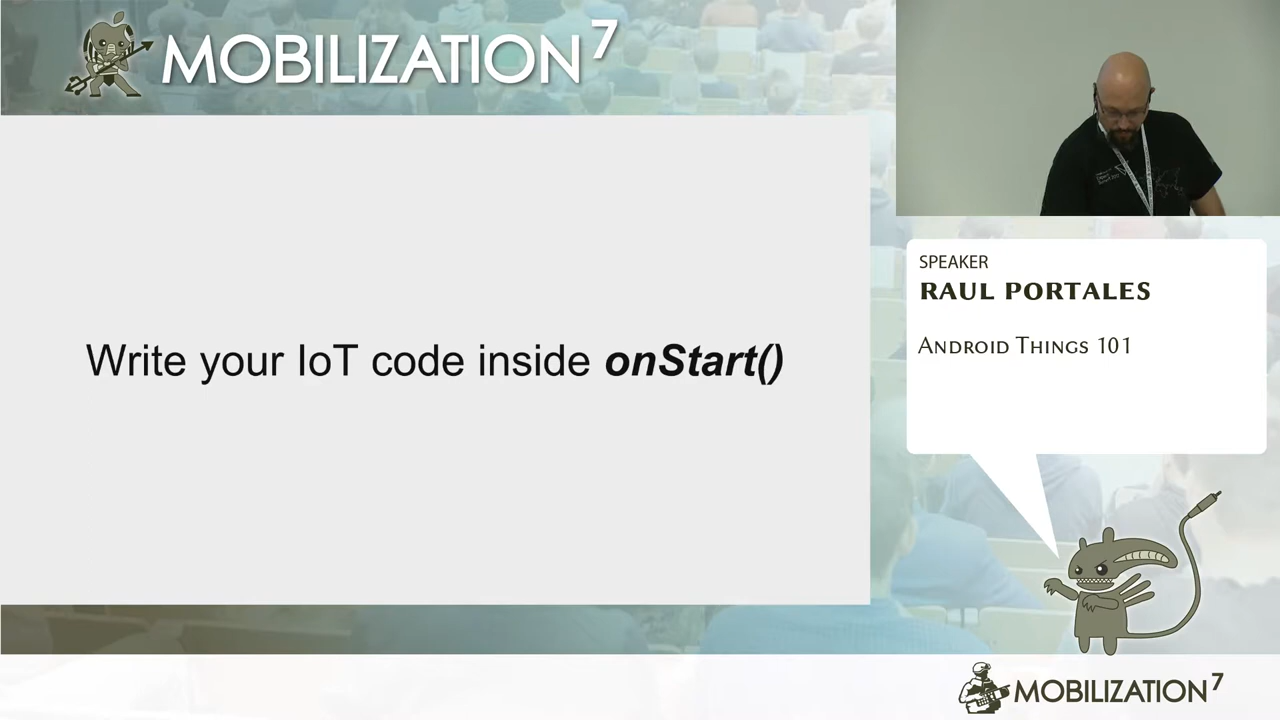 MOBILIZATION 7
Write your IoT code inside onStart()
SPEAKER
RAUL PORTALES
ANDROID THINGS 101
MOBILIZATION 7